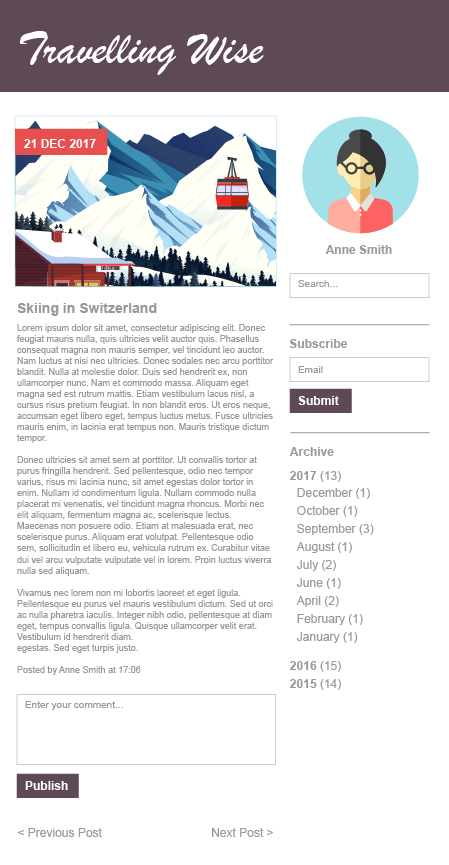 Travelling Wise
21 DEC 2017
Skiing in Switzerland
Lorem ipsum dolor sit amet, consectetur adipiscing elit. Donec
feugiat mauris nulla, quis ultricies velit auctor quis. Phasellus
consequat magna non mauris semper, vel tincidunt leo auctor.
Nam luctus at nisi nec ultricies. Donec sodales nec arcu porttitor
blandit. Nulla at molestie dolor. Duis sed hendrerit ex, non
ullamcorper nunc. Nam et commodo massa. Aliquam eget
magna sed est rutrum mattis. Etiam vestibulum lacus nisl, a
cursus risus pretium feugiat. In non blandit eros. Ut eros neque,
accumsan eget libero eget, tempus luctus metus. Fusce ultricies
mauris enim, in lacinia erat tempus non. Mauris tristique dictum
tempor.
Donec ultricies sit amet sem at porttitor. Ut convallis tortor at
purus fringilla hendrerit. Sed pellentesque, odio nec tempor
varius, risus mi lacinia nunc, sit amet egestas dolor tortor in
enim. Nullam id condimentum ligula. Nullam commodo nulla
placerat mi venenatis, vel tincidunt magna rhoncus. Morbi nec
elit aliquam, fermentum magna ac, scelerisque lectus.
Maecenas non posuere odio. Etiam at malesuada erat, nec
scelerisque purus. Aliquam erat volutpat. Pellentesque odio
sem, sollicitudin et libero eu, vehicula rutrum ex. Curabitur vitae
dui vel arcu vulputate vulputate vel in lorem. Proin luctus viverra
nulla sed aliquam.
Vivamus nec lorem non mi lobortis laoreet et eget ligula.
Pellentesque eu purus vel mauris vestibulum dictum. Sed ut orci
ac nulla pharetra iaculis. Integer nibh odio, pellentesque at diam
eget, tempus convallis ligula. Quisque ullamcorper velit erat.
Vestibulum id hendrerit diam.
egestas. Sed eget turpis justo.
Posted by Anne Smith at 17:06
Enter your comment...
Publish
< Previous Post
Next Post >
Anne Smith
Search...
Subscribe
Email
Submit
Archive
2017 (13)
December (1)
October (1)
September (3)
August (1)
July (2)
June (1)
April (2)
February (1)
January (1)
2016 (15)
2015 (14)